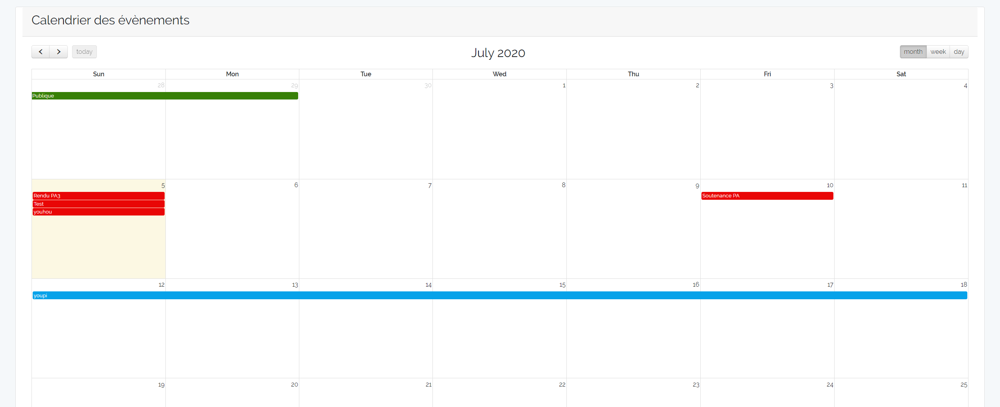 Calendrier des évènements
today
July 2020
month week day
Sun Mon Tue Wed Thu Fri Sat
28 29 30 1 2 3 4
Publique
5 6 7 8 9 10 11
Rendu PA3 Soutenance PA
Test
youhou
12 13 14 15 16 17 18
youpi
19 20 21 22 23 24 25